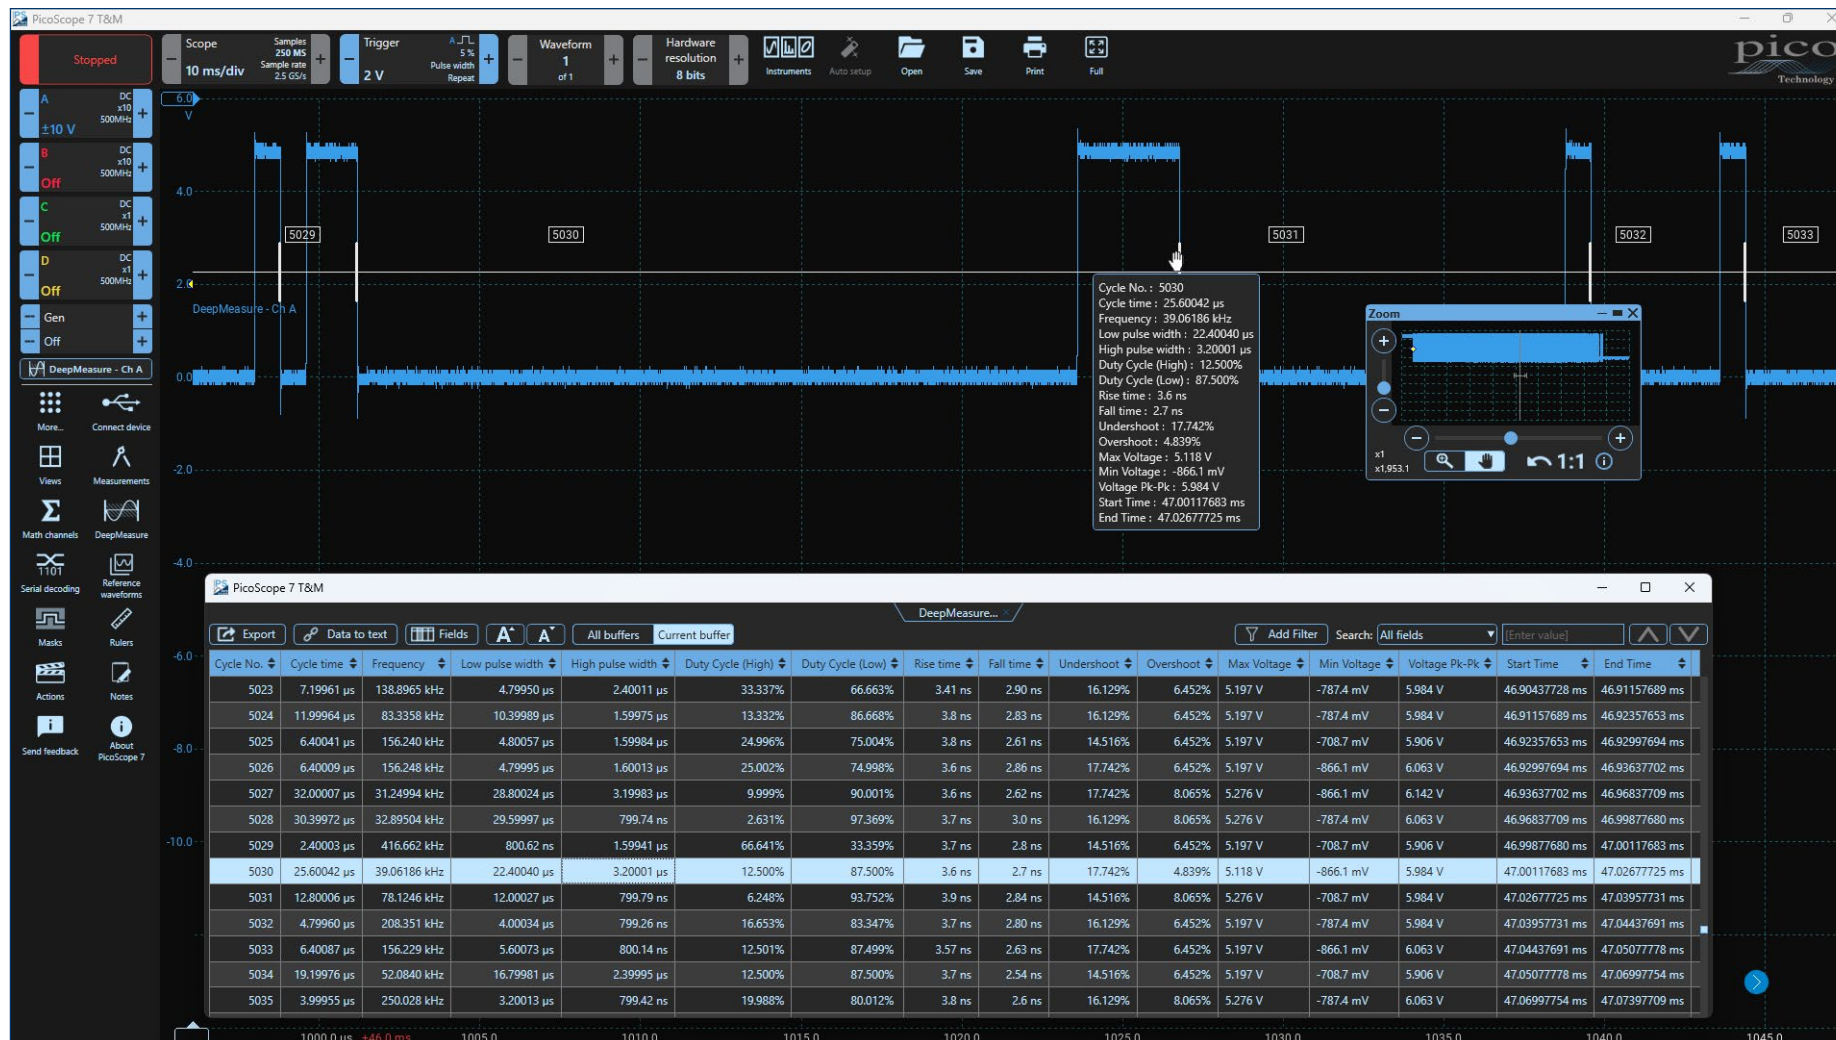 PicoScope 7 T&M
Stopped
Scope
10 ms/div
Samples
250 MS
Sample rate
2.5 GS/s
Trigger
2 V
A
5 %
Pulse width
Repeat
Waveform
1
of 1
Hardware
resolution
8 bits
Instruments
Auto setup
Open
Save
Print
Full
pico
Technology
A
DC
x10
500MHz
±10 V
B
DC
x10
500MHz
Off
C
DC
x1
500MHz
Off
D
DC
x1
500MHz
Off
Gen
Off
DeepMeasure - Ch A
More...
Connect device
Views
Measurements
Math channels
DeepMeasure
1101
Serial decoding
Reference
waveforms
Masks
Rulers
Actions
Notes
Send feedback
About
PicoScope 7
6.0
V
4.0
2.0
0.0
-2.0
-4.0
-6.0
-8.0
-10.0
DeepMeasure - Ch A
5029
5030
5031
5032
5033
Cycle No. : 5030
Cycle time : 25.60042 µs
Frequency : 39.06186 kHz
Low pulse width : 22.40040 µs
High pulse width : 3.20001 µs
Duty Cycle (High) : 12.500%
Duty Cycle (Low) : 87.500%
Rise time : 3.6 ns
Fall time : 2.7 ns
Undershoot : 17.742%
Overshoot : 4.839%
Max Voltage : 5.118 V
Min Voltage : -866.1 mV
Voltage Pk-Pk : 5.984 V
Start Time : 47.00117683 ms
End Time : 47.02677725 ms
Zoom
x1
x1,953.1
1:1
PicoScope 7 T&M
DeepMeasure...
Export Data to text Fields A A All buffers Current buffer Add Filter Search: All fields [Enter value]
Cycle No. Cycle time Frequency Low pulse width High pulse width Duty Cycle (High) Duty Cycle (Low) Rise time Fall time Undershoot Overshoot Max Voltage Min Voltage Voltage Pk-Pk Start Time End Time
5023 7.19961 µs 138.8965 kHz 4.79950 µs 2.40011 µs 33.337% 66.663% 3.41 ns 2.90 ns 16.129% 6.452% 5.197 V -787.4 mV 5.984 V 46.90437728 ms 46.91157689 ms
5024 11.99964 µs 83.3358 kHz 10.39989 µs 1.59975 µs 13.332% 86.668% 3.8 ns 2.83 ns 16.129% 6.452% 5.197 V -787.4 mV 5.984 V 46.91157689 ms 46.92357653 ms
5025 6.40041 µs 156.240 kHz 4.80057 µs 1.59984 µs 24.996% 75.004% 3.8 ns 2.61 ns 14.516% 6.452% 5.197 V -708.7 mV 5.906 V 46.92357653 ms 46.92997694 ms
5026 6.40009 µs 156.248 kHz 4.79995 µs 1.60013 µs 25.002% 74.998% 3.6 ns 2.86 ns 17.742% 6.452% 5.197 V -866.1 mV 6.063 V 46.92997694 ms 46.93637702 ms
5027 32.00007 µs 31.24994 kHz 28.80024 µs 3.19983 µs 9.999% 90.001% 3.6 ns 2.62 ns 17.742% 8.065% 5.276 V -866.1 mV 6.142 V 46.93637702 ms 46.96837709 ms
5028 30.39972 µs 32.89504 kHz 29.59997 µs 799.74 ns 2.631% 97.369% 3.7 ns 3.0 ns 16.129% 8.065% 5.276 V -787.4 mV 6.063 V 46.96837709 ms 46.99877680 ms
5029 2.40003 µs 416.662 kHz 800.62 ns 1.59941 µs 66.641% 33.359% 3.7 ns 2.8 ns 14.516% 6.452% 5.197 V -708.7 mV 5.906 V 46.99877680 ms 47.00117683 ms
5030 25.60042 µs 39.06186 kHz 22.40040 µs 3.20001 µs 12.500% 87.500% 3.6 ns 2.7 ns 17.742% 4.839% 5.118 V -866.1 mV 5.984 V 47.00117683 ms 47.02677725 ms
5031 12.80006 µs 78.1246 kHz 12.00027 µs 799.79 ns 6.248% 93.752% 3.9 ns 2.84 ns 14.516% 8.065% 5.276 V -708.7 mV 5.984 V 47.02677725 ms 47.03957731 ms
5032 4.79960 µs 208.351 kHz 4.00034 µs 799.26 ns 16.653% 83.347% 3.7 ns 2.80 ns 16.129% 6.452% 5.197 V -787.4 mV 5.984 V 47.03957731 ms 47.04437691 ms
5033 6.40087 µs 156.229 kHz 5.60073 µs 800.14 ns 12.501% 87.499% 3.57 ns 2.63 ns 17.742% 6.452% 5.197 V -866.1 mV 6.063 V 47.04437691 ms 47.05077778 ms
5034 19.19976 µs 52.0840 kHz 16.79981 µs 2.39995 µs 12.500% 87.500% 3.7 ns 2.54 ns 14.516% 6.452% 5.197 V -708.7 mV 5.906 V 47.05077778 ms 47.06997754 ms
5035 3.99955 µs 250.028 kHz 3.20013 µs 799.42 ns 19.988% 80.012% 3.8 ns 2.6 ns 16.129% 8.065% 5.276 V -787.4 mV 6.063 V 47.06997754 ms 47.07397709 ms
1000.0 µs +46.0 ms 1005.0 1010.0 1015.0 1020.0 1025.0 1030.0 1035.0 1040.0 1045.0